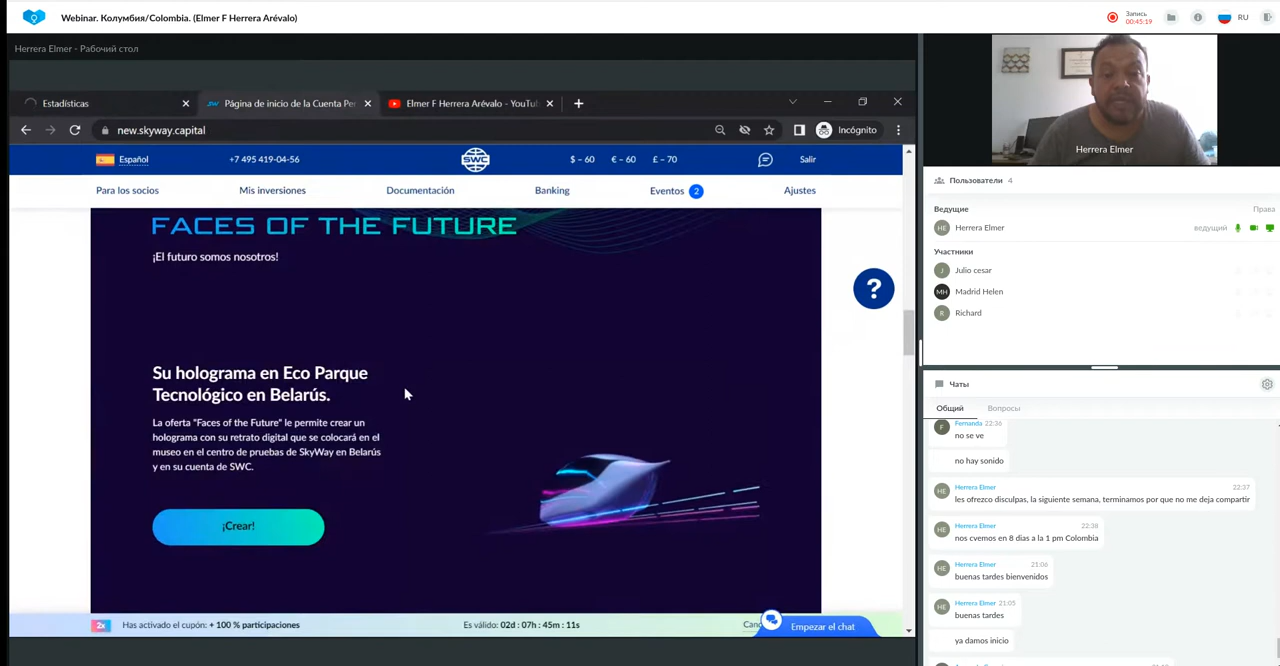 Webinar. Колумбия/Colombia. (Elmer F Herrera Arévalo)
Запись
00:45:19
RU
Herrera Elmer - Рабочий стол
Estadísticas
Página de inicio de la Cuenta Per
Elmer F Herrera Arévalo - YouTu
new.skyway.capital
Incógnito
Español
+7 495 419-04-56
SWC
$ – 60
€ – 60
£ – 70
Salir
Para los socios
Mis inversiones
Documentación
Banking
Eventos 2
Ajustes
FACES OF THE FUTURE
¡El futuro somos nosotros!
?
Su holograma en Eco Parque
Tecnológico en Belarús.
La oferta "Faces of the Future" le permite crear un
holograma con su retrato digital que se colocará en el
museo en el centro de pruebas de SkyWay en Belarús
y en su cuenta de SWC.
¡Crear!
2x
Has activado el cupón: + 100 % participaciones
Es válido: 02d : 07h : 45m : 11s
Canc
Empezar el chat
Herrera Elmer
Пользователи 4
Ведущие
Права
HE
Herrera Elmer
ведущий
Участники
J
Julio cesar
MH
Madrid Helen
R
Richard
Чаты
Общий
Вопросы
F
Fernanda 22:36
no se ve
no hay sonido
HE
Herrera Elmer
22:37
les ofrezco disculpas, la siguiente semana, terminamos por que no me deja compartir
HE
Herrera Elmer
22:38
nos cvemos en 8 dias a la 1 pm Colombia
HE
Herrera Elmer
21:06
buenas tardes bienvenidos
HE
Herrera Elmer
21:05
buenas tardes
ya damos inicio